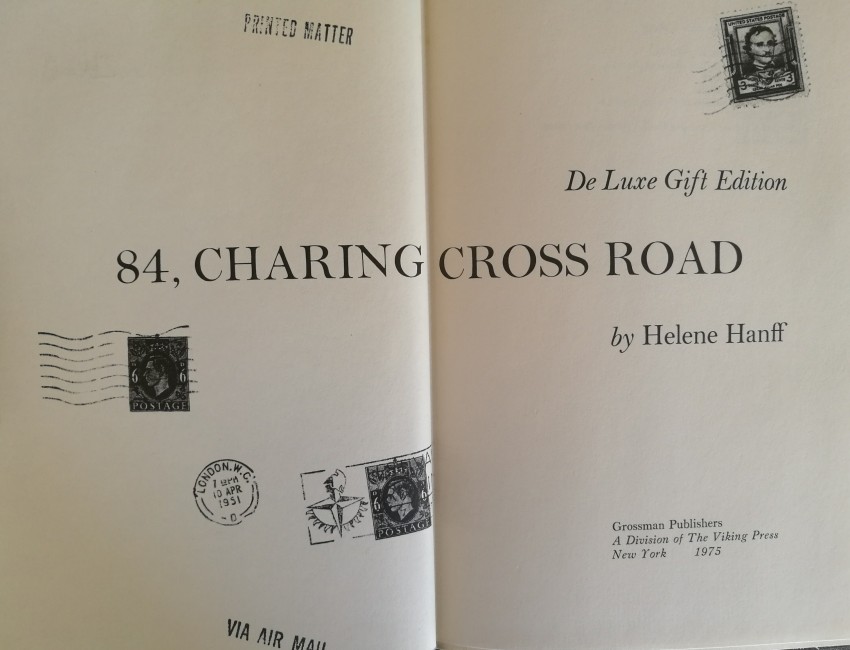 PRINTED MATTER
UNITED STATES POSTAGE
3 3
De Luxe Gift Edition
84, CHARING CROSS ROAD
by Helene Hanff
6 6
POSTAGE
LONDON.W.C.
10 APR
1951
6 6
POSTAGE
Grossman Publishers
A Division of The Viking Press
New York 1975
VIA AIR MAIL